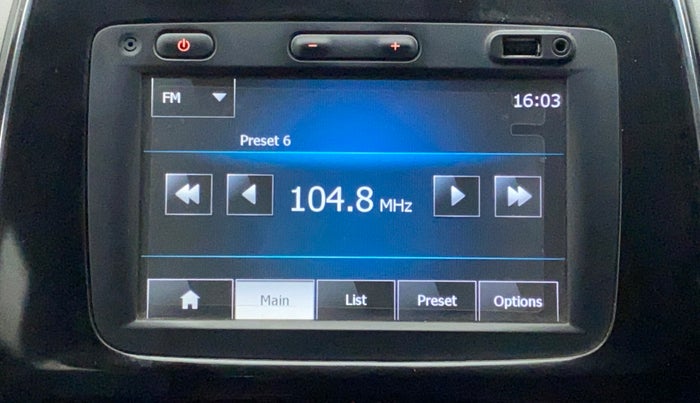 FM
16:03
Preset 6
104.8 MHz
Main
List
Preset
Options